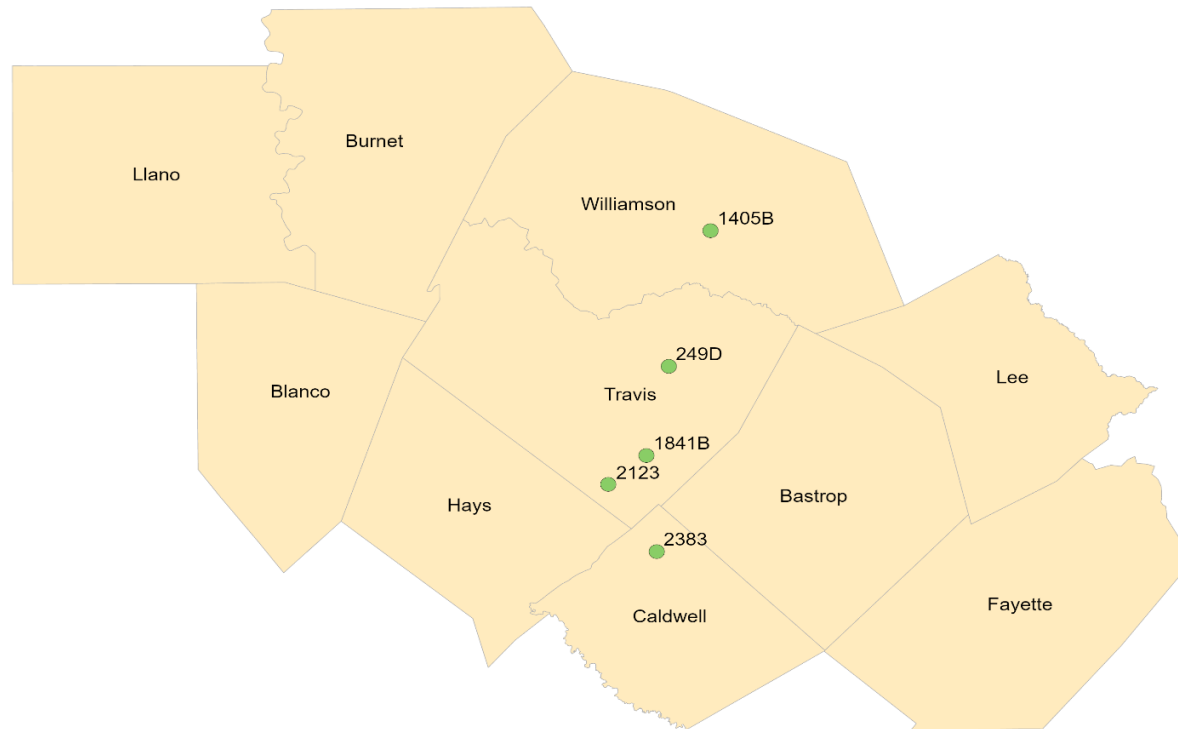 Burnet
Llano
Williamson
1405B
249D
Lee
Blanco
Travis
1841B
2123
Bastrop
Hays
2383
Fayette
Caldwell